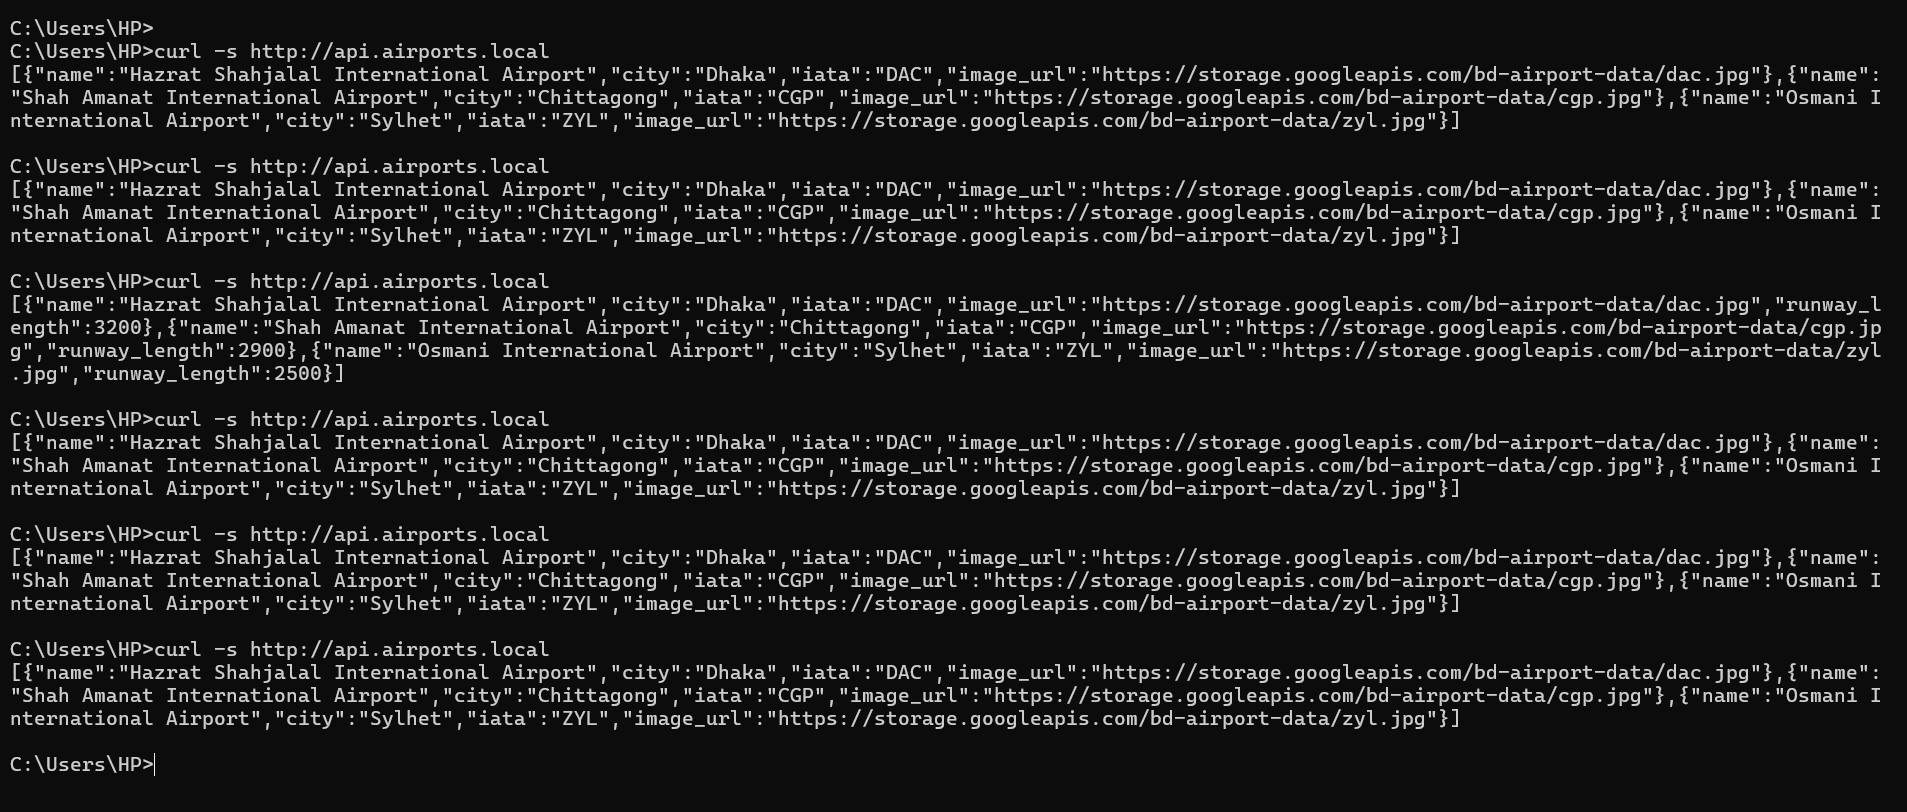 C:\Users\HP>
C:\Users\HP>curl -s http://api.airports.local
[{"name":"Hazrat Shahjalal International Airport","city":"Dhaka","iata":"DAC","image_url":"https://storage.googleapis.com/bd-airport-data/dac.jpg"},{"name":
"Shah Amanat International Airport","city":"Chittagong","iata":"CGP","image_url":"https://storage.googleapis.com/bd-airport-data/cgp.jpg"},{"name":"Osmani I
nternational Airport","city":"Sylhet","iata":"ZYL","image_url":"https://storage.googleapis.com/bd-airport-data/zyl.jpg"}]
C:\Users\HP>curl -s http://api.airports.local
[{"name":"Hazrat Shahjalal International Airport","city":"Dhaka","iata":"DAC","image_url":"https://storage.googleapis.com/bd-airport-data/dac.jpg"},{"name":
"Shah Amanat International Airport","city":"Chittagong","iata":"CGP","image_url":"https://storage.googleapis.com/bd-airport-data/cgp.jpg"},{"name":"Osmani I
nternational Airport","city":"Sylhet","iata":"ZYL","image_url":"https://storage.googleapis.com/bd-airport-data/zyl.jpg"}]
C:\Users\HP>curl -s http://api.airports.local
[{"name":"Hazrat Shahjalal International Airport","city":"Dhaka","iata":"DAC","image_url":"https://storage.googleapis.com/bd-airport-data/dac.jpg","runway_l
ength":3200},{"name":"Shah Amanat International Airport","city":"Chittagong","iata":"CGP","image_url":"https://storage.googleapis.com/bd-airport-data/cgp.jp
g","runway_length":2900},{"name":"Osmani International Airport","city":"Sylhet","iata":"ZYL","image_url":"https://storage.googleapis.com/bd-airport-data/zyl
.jpg","runway_length":2500}]
C:\Users\HP>curl -s http://api.airports.local
[{"name":"Hazrat Shahjalal International Airport","city":"Dhaka","iata":"DAC","image_url":"https://storage.googleapis.com/bd-airport-data/dac.jpg"},{"name":
"Shah Amanat International Airport","city":"Chittagong","iata":"CGP","image_url":"https://storage.googleapis.com/bd-airport-data/cgp.jpg"},{"name":"Osmani I
nternational Airport","city":"Sylhet","iata":"ZYL","image_url":"https://storage.googleapis.com/bd-airport-data/zyl.jpg"}]
C:\Users\HP>curl -s http://api.airports.local
[{"name":"Hazrat Shahjalal International Airport","city":"Dhaka","iata":"DAC","image_url":"https://storage.googleapis.com/bd-airport-data/dac.jpg"},{"name":
"Shah Amanat International Airport","city":"Chittagong","iata":"CGP","image_url":"https://storage.googleapis.com/bd-airport-data/cgp.jpg"},{"name":"Osmani I
nternational Airport","city":"Sylhet","iata":"ZYL","image_url":"https://storage.googleapis.com/bd-airport-data/zyl.jpg"}]
C:\Users\HP>curl -s http://api.airports.local
[{"name":"Hazrat Shahjalal International Airport","city":"Dhaka","iata":"DAC","image_url":"https://storage.googleapis.com/bd-airport-data/dac.jpg"},{"name":
"Shah Amanat International Airport","city":"Chittagong","iata":"CGP","image_url":"https://storage.googleapis.com/bd-airport-data/cgp.jpg"},{"name":"Osmani I
nternational Airport","city":"Sylhet","iata":"ZYL","image_url":"https://storage.googleapis.com/bd-airport-data/zyl.jpg"}]
C:\Users\HP>